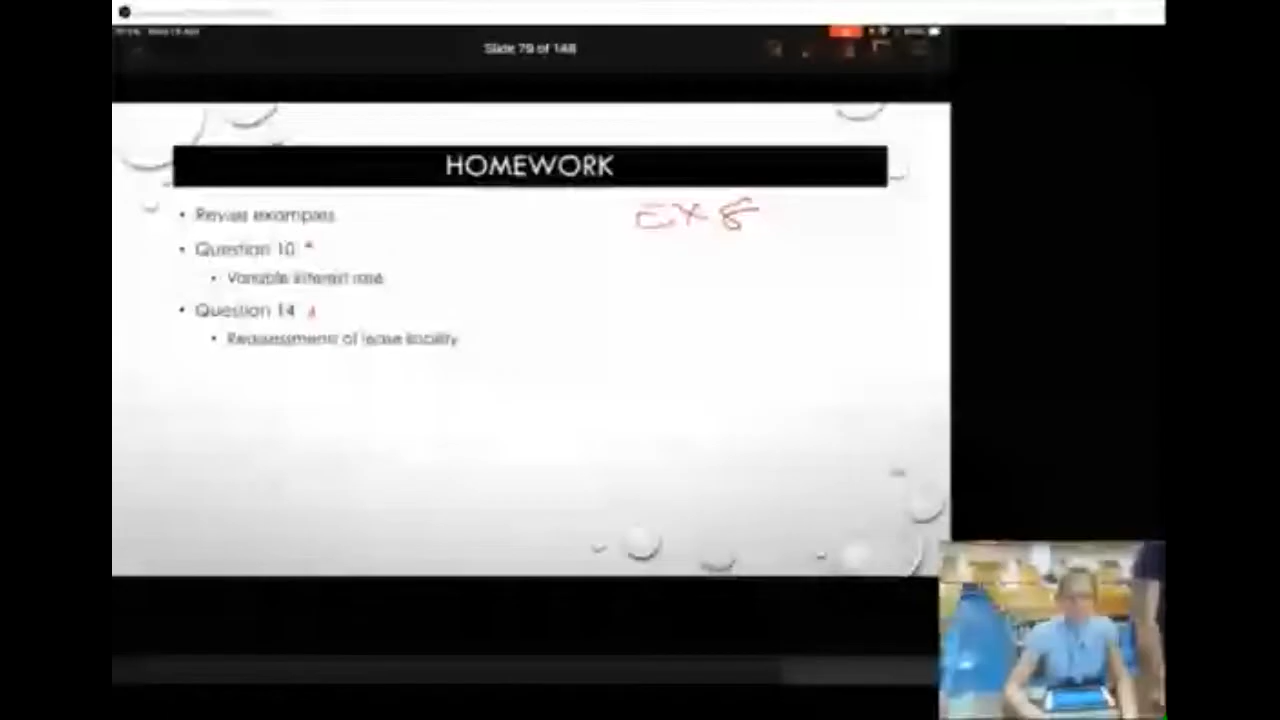 Slide 79 of 148
HOMEWORK
Revise examples
EX 8
Question 10
Variable interest rate
Question 14
Reassessment of lease liability